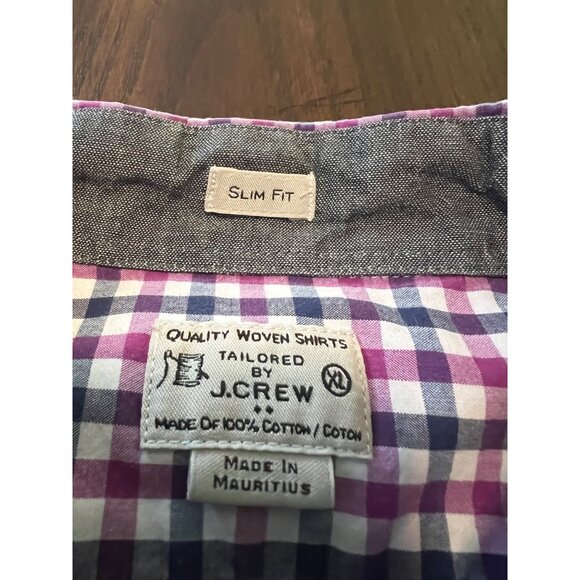 SLIM FIT
QUALITY WOVEN SHIRTS
TAILORED
BY
XL
J.CREW
MADE OF 100% COTTON / COTON
MADE IN
MAURITIUS